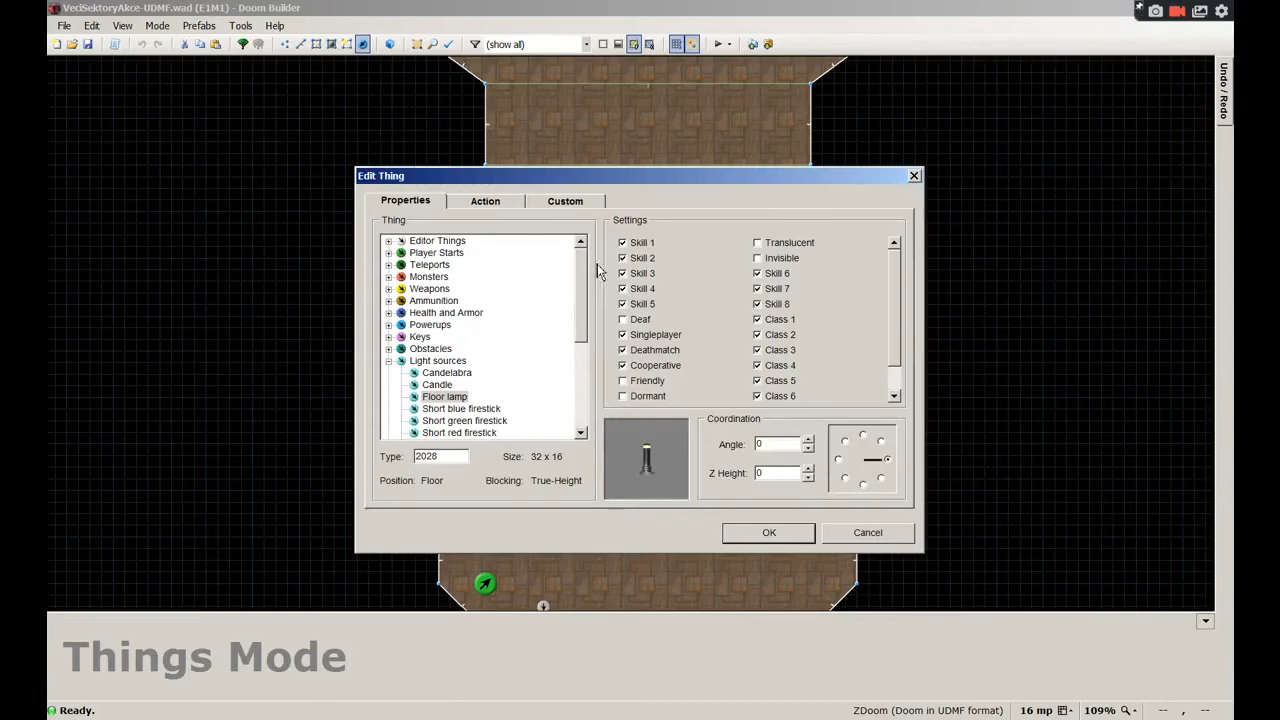 VeciSektoryAkce-UDMF.wad (E1M1) - Doom Builder
File Edit View Mode Prefabs Tools Help
(show all)
Undo / Redo
Edit Thing
Properties Action Custom
Thing
Editor Things
Player Starts
Teleports
Monsters
Weapons
Ammunition
Health and Armor
Powerups
Keys
Obstacles
Light sources
Candelabra
Candle
Floor lamp
Short blue firestick
Short green firestick
Short red firestick
Type: 2028 Size: 32 x 16
Position: Floor Blocking: True-Height
Settings
Skill 1 Translucent
Skill 2 Invisible
Skill 3 Skill 6
Skill 4 Skill 7
Skill 5 Skill 8
Deaf Class 1
Singleplayer Class 2
Deathmatch Class 3
Cooperative Class 4
Friendly Class 5
Dormant Class 6
Coordination
Angle: 0
Z Height: 0
OK Cancel
Things Mode
Ready. ZDoom (Doom in UDMF format) 16 mp 109% -- , --